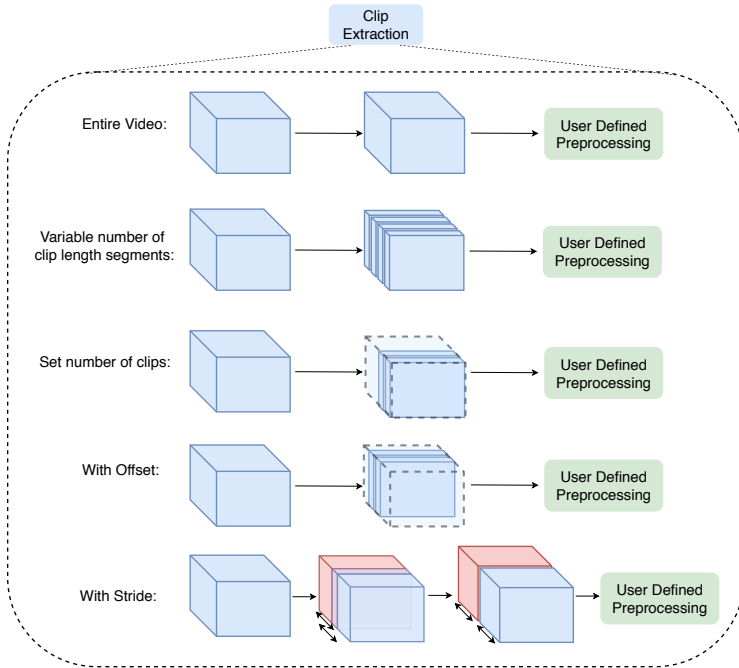 Clip
Extraction
Entire Video:
User Defined
Preprocessing
Variable number of
clip length segments:
User Defined
Preprocessing
Set number of clips:
User Defined
Preprocessing
With Offset:
User Defined
Preprocessing
With Stride:
User Defined
Preprocessing